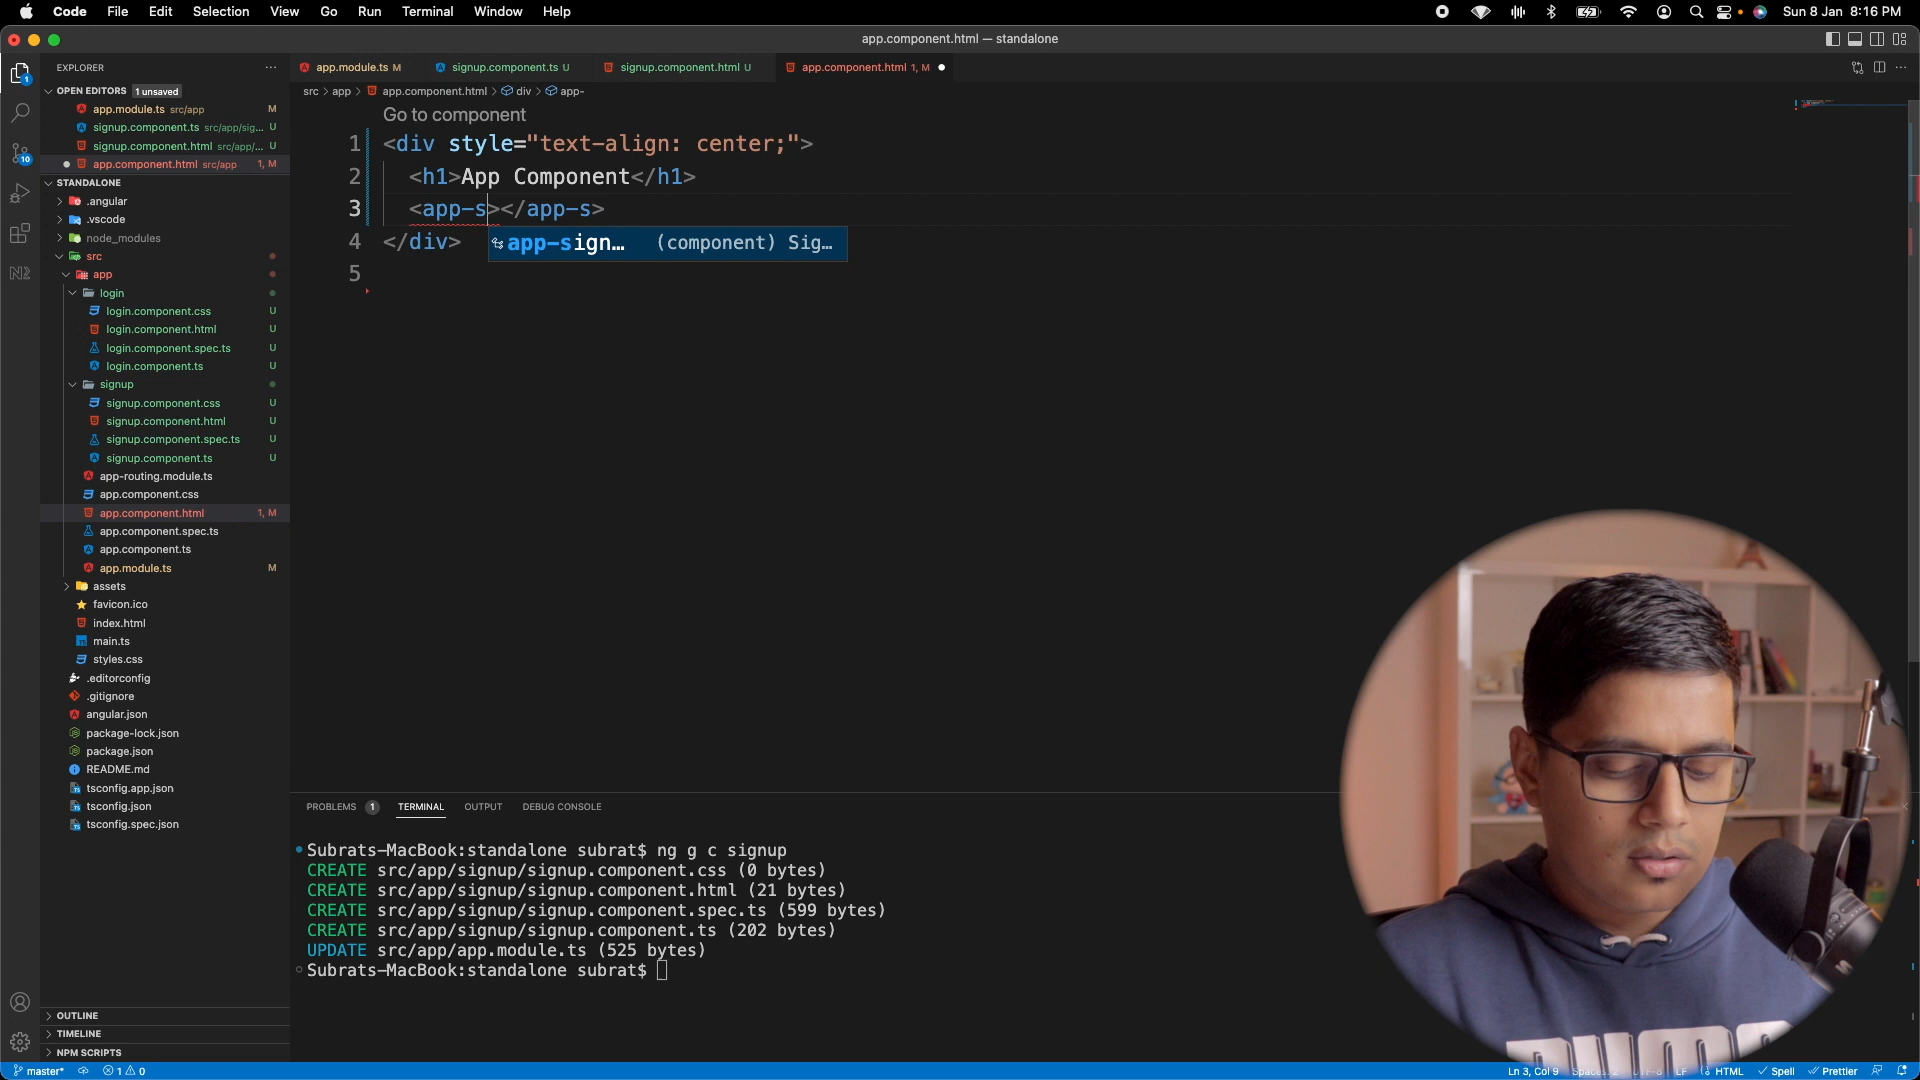 Code File Edit Selection View Go Run Terminal Window Help
Sun 8 Jan 8:16 PM
app.component.html — standalone
EXPLORER
OPEN EDITORS 1 unsaved
app.module.ts src/app M
signup.component.ts src/app/sig... U
signup.component.html src/app/... U
app.component.html src/app 1, M
STANDALONE
.angular
.vscode
node_modules
src
app
login
login.component.css U
login.component.html U
login.component.spec.ts U
login.component.ts U
signup
signup.component.css U
signup.component.html U
signup.component.spec.ts U
signup.component.ts U
app-routing.module.ts
app.component.css
app.component.html 1, M
app.component.spec.ts
app.component.ts
app.module.ts M
assets
favicon.ico
index.html
main.ts
styles.css
.editorconfig
.gitignore
angular.json
package-lock.json
package.json
README.md
tsconfig.app.json
tsconfig.json
tsconfig.spec.json
OUTLINE
TIMELINE
NPM SCRIPTS
app.module.ts M signup.component.ts U signup.component.html U app.component.html 1, M
src > app > app.component.html > div > app-
Go to component
1 <div style="text-align: center;">
2 <h1>App Component</h1>
3 <app-s></app-s>
app-sign... (component) Sig...
4 </div>
5
PROBLEMS 1 TERMINAL OUTPUT DEBUG CONSOLE
Subrats-MacBook:standalone subrat$ ng g c signup
CREATE src/app/signup/signup.component.css (0 bytes)
CREATE src/app/signup/signup.component.html (21 bytes)
CREATE src/app/signup/signup.component.spec.ts (599 bytes)
CREATE src/app/signup/signup.component.ts (202 bytes)
UPDATE src/app/app.module.ts (525 bytes)
Subrats-MacBook:standalone subrat$
master* 1 0
Ln 3, Col 9 HTML Spell Prettier